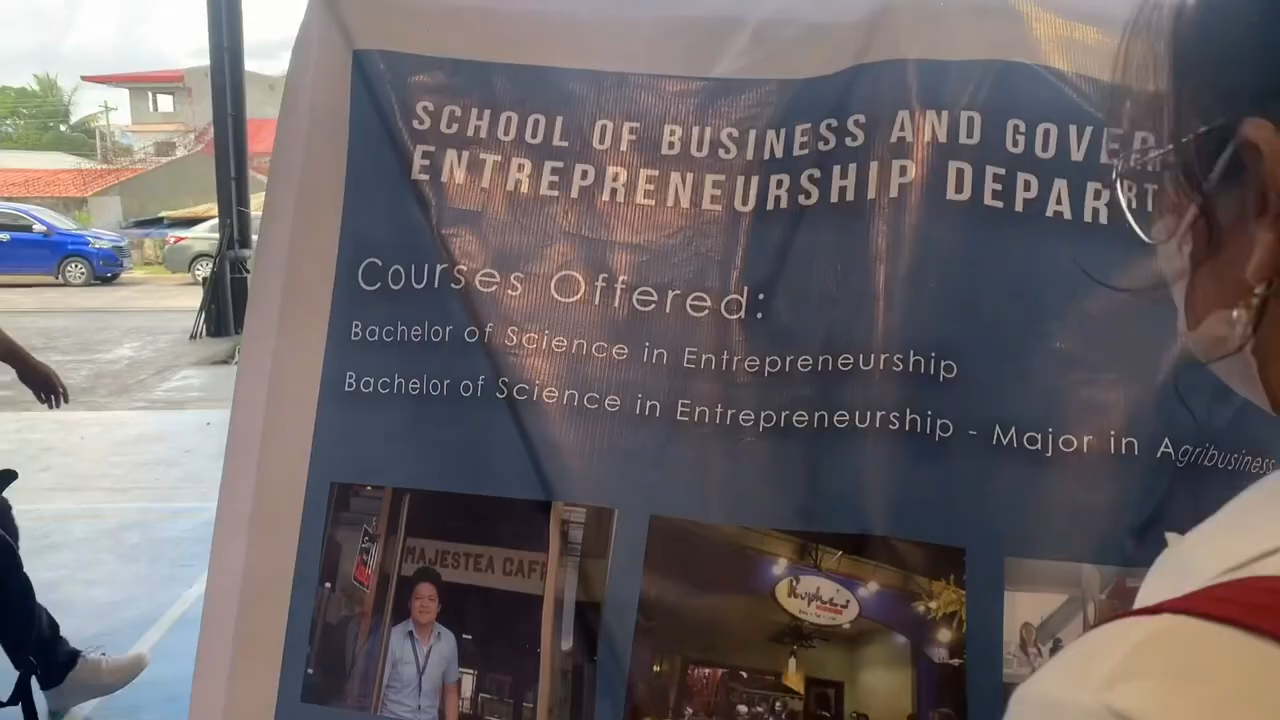 SCHOOL OF BUSINESS AND GOVER
ENTREPRENEURSHIP DEPART
Courses Offered:
Bachelor of Science in Entrepreneurship
Bachelor of Science in Entrepreneurship - Major in Agribusiness
MAJESTEA CAFE